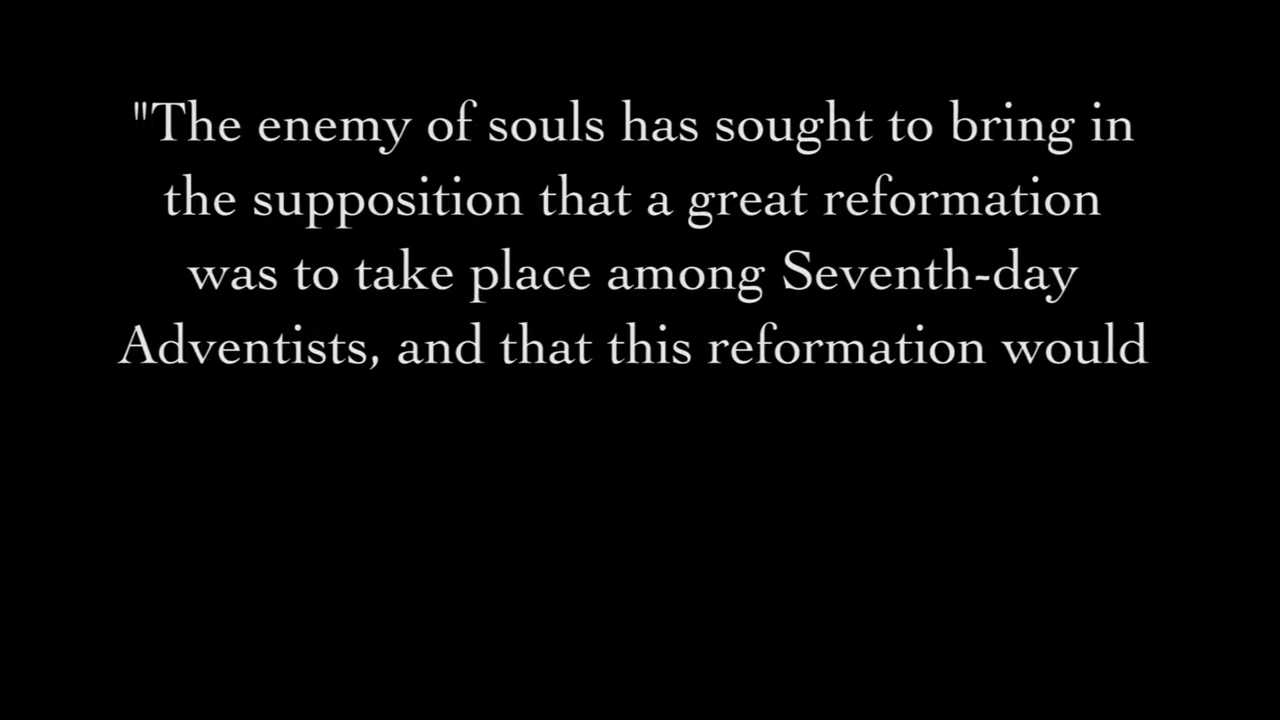 "The enemy of souls has sought to bring in
the supposition that a great reformation
was to take place among Seventh-day
Adventists, and that this reformation would